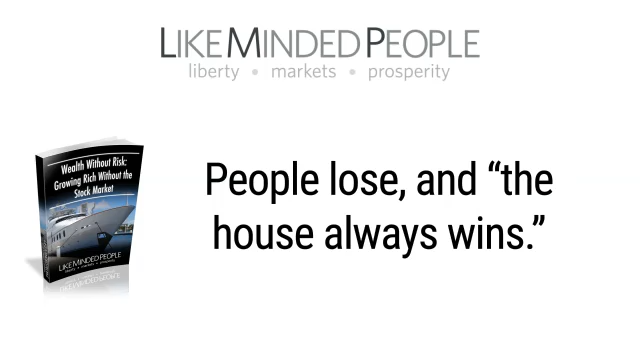 LIKEMINDEDPEOPLE
liberty • markets • prosperity
Wealth Without Risk:
Growing Rich Without the
Stock Market
LIKEMINDEDPEOPLE
People lose, and “the
house always wins.”